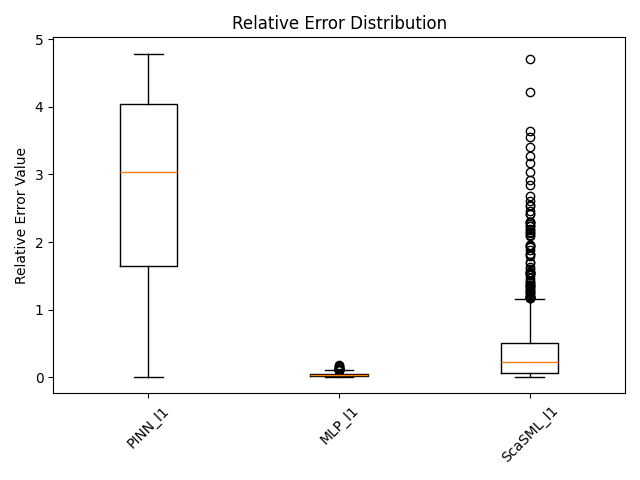 Relative Error Distribution
Relative Error Value
5
4
3
2
1
0
PINN_l1
MLP_l1
ScaSML_l1